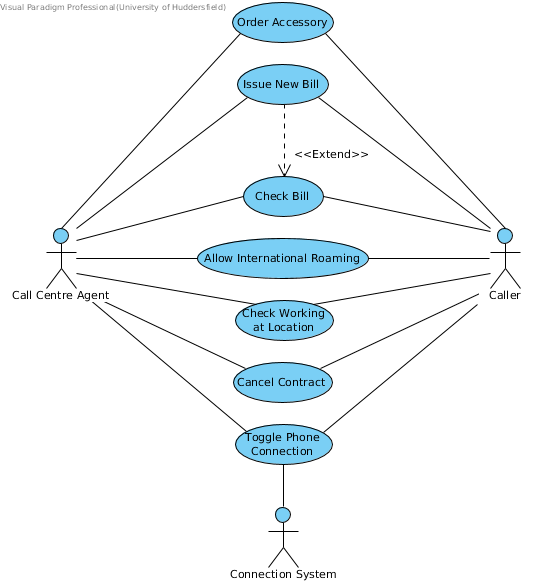 Visual Paradigm Professional(University of Huddersfield)
Order Accessory
Issue New Bill
<<Extend>>
Check Bill
Allow International Roaming
Call Centre Agent
Caller
Check Working
at Location
Cancel Contract
Toggle Phone
Connection
Connection System